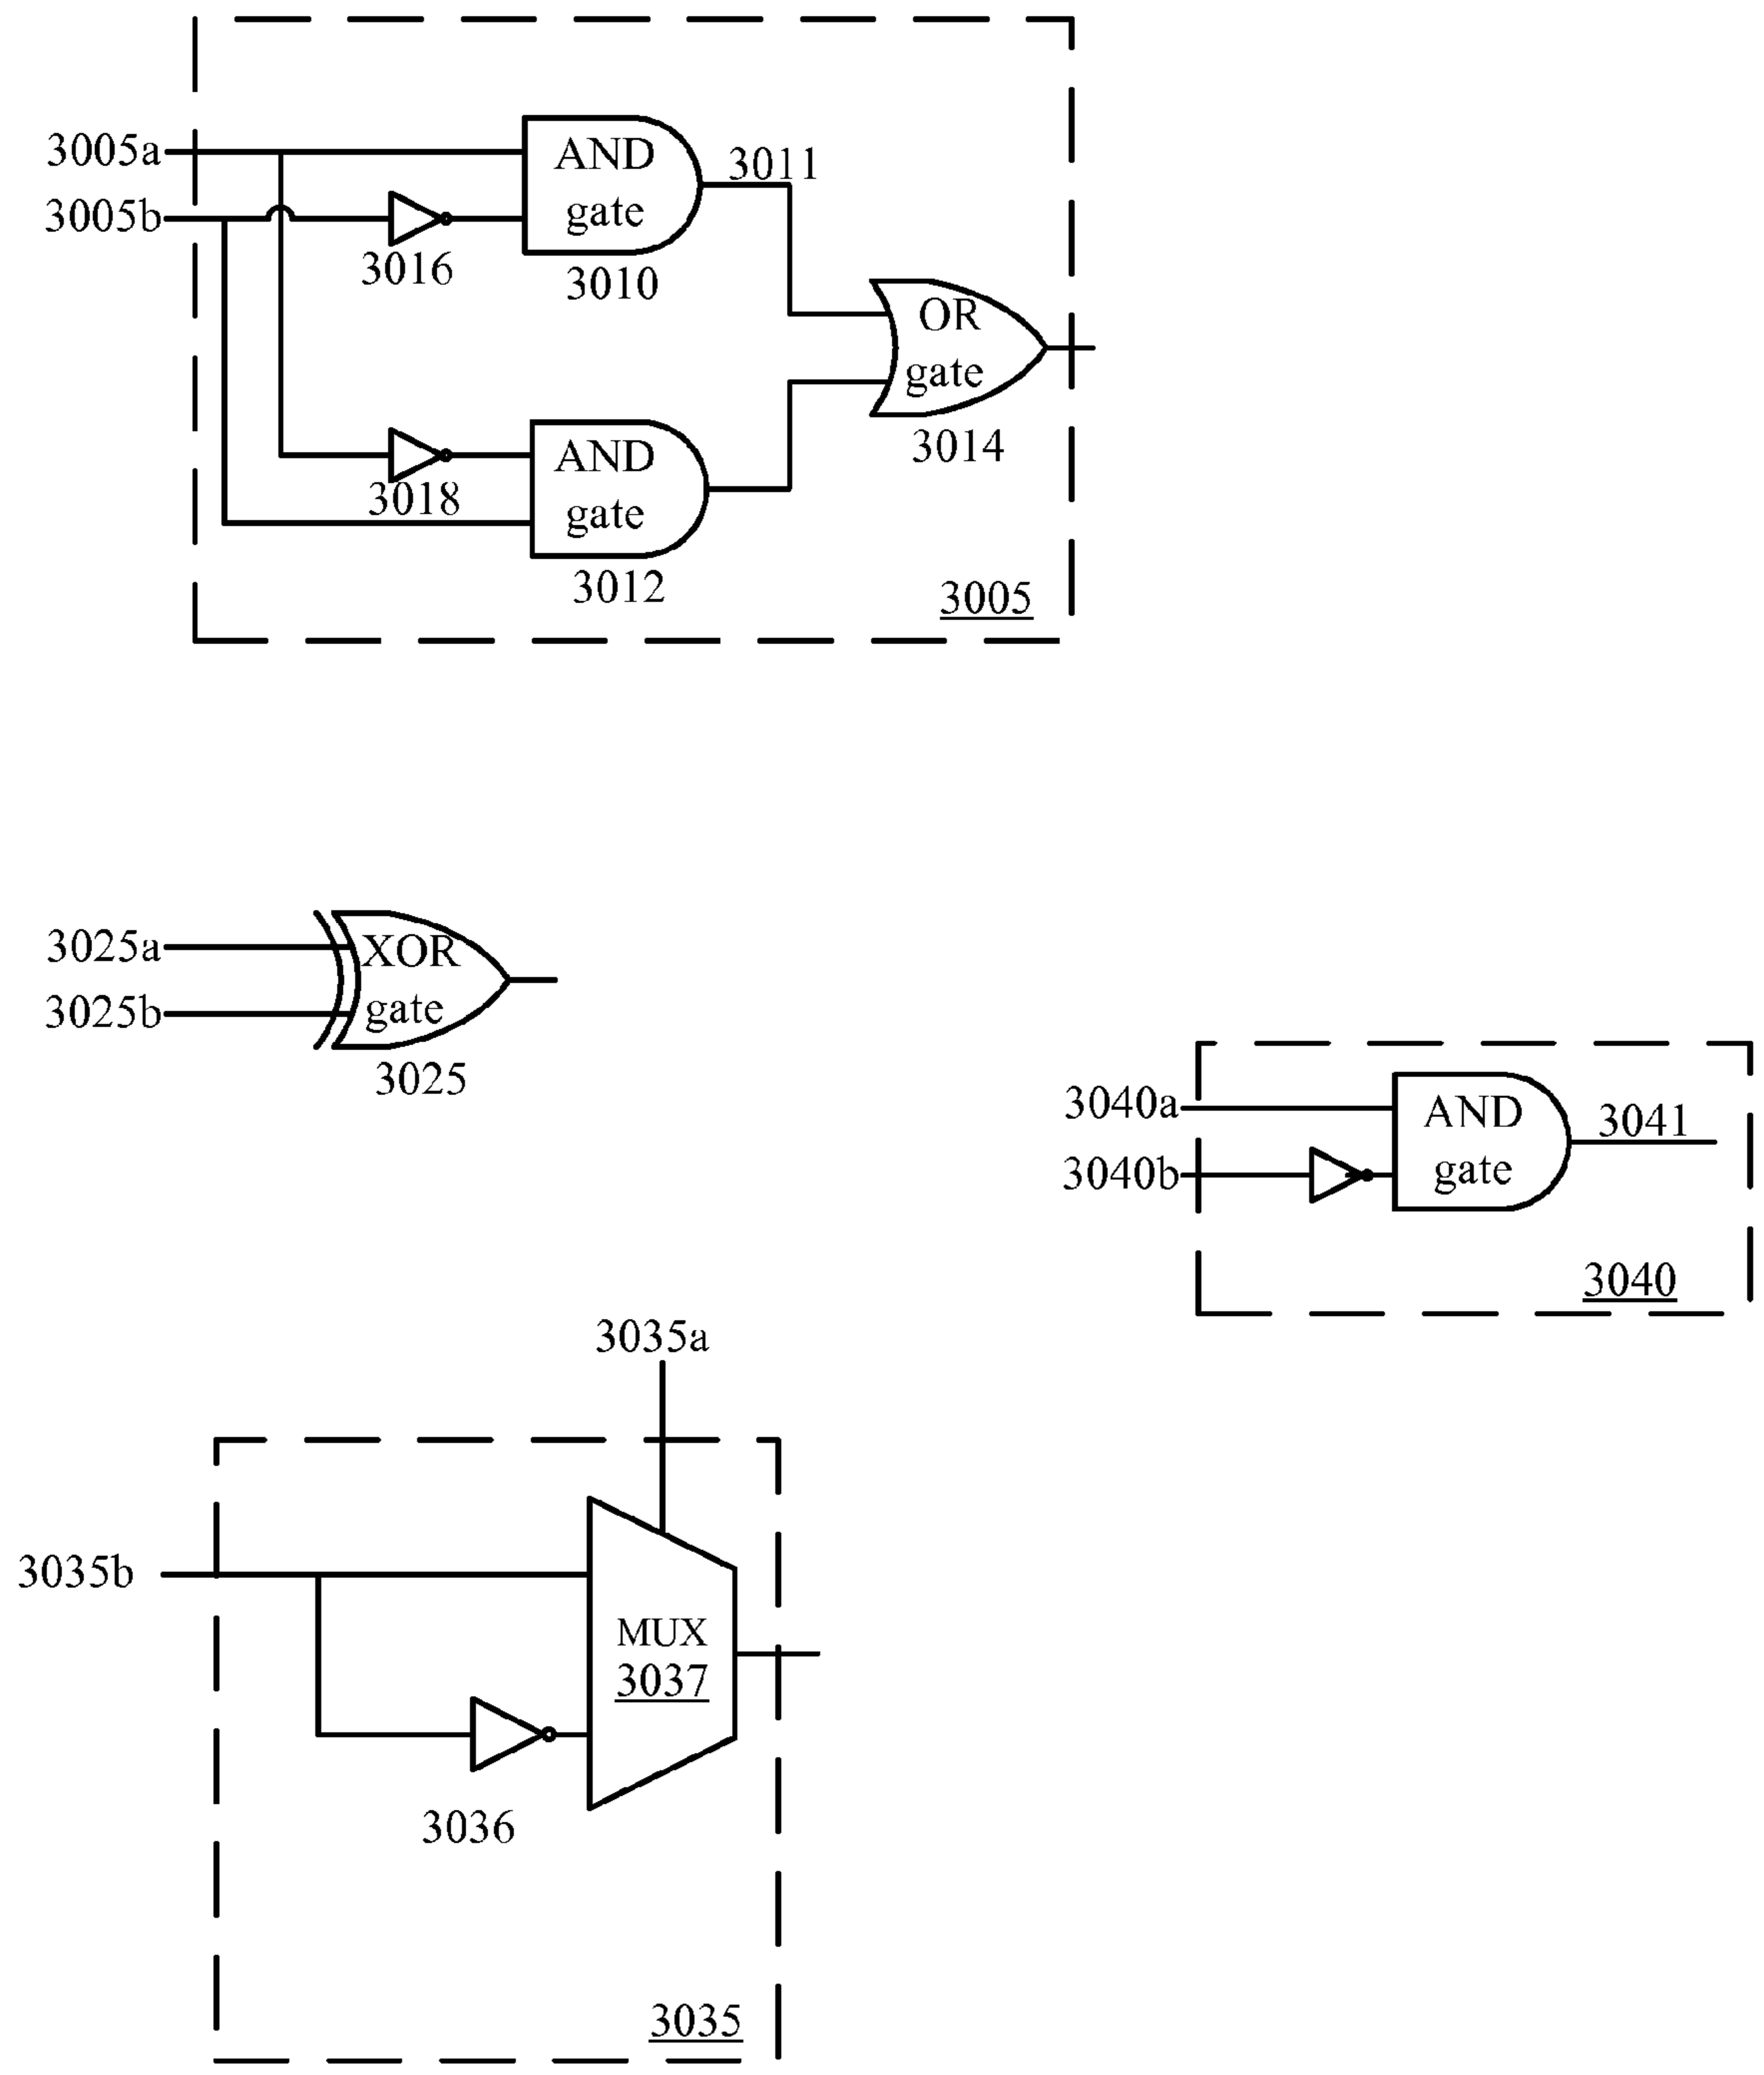 3005a
3005b
AND
gate
3011
3016
3010
OR
gate
3014
AND
gate
3018
3012
3005
3025a
3025b
XOR
gate
3025
3040a
3040b
AND
gate
3041
3040
3035a
3035b
MUX
3037
3036
3035